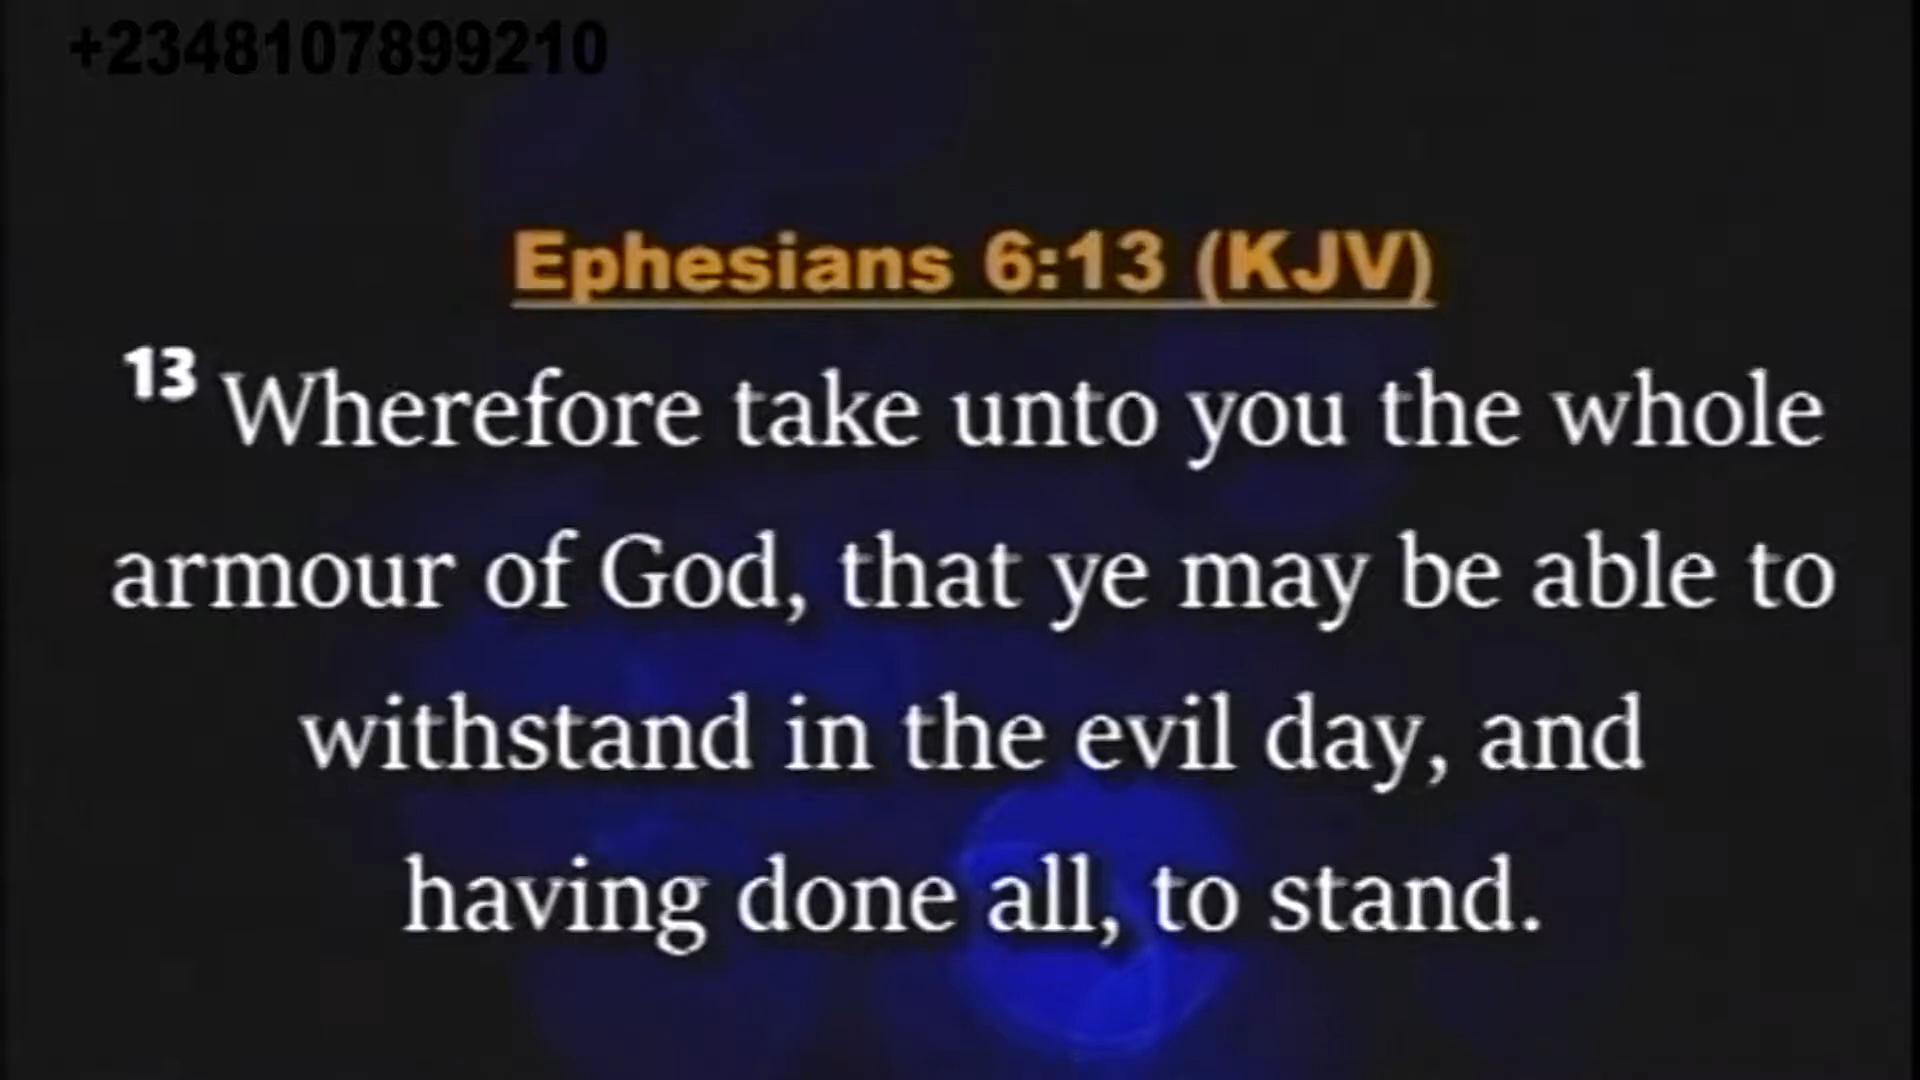 +2348107899210
Ephesians 6:13 (KJV)
13 Wherefore take unto you the whole
armour of God, that ye may be able to
withstand in the evil day, and
having done all, to stand.